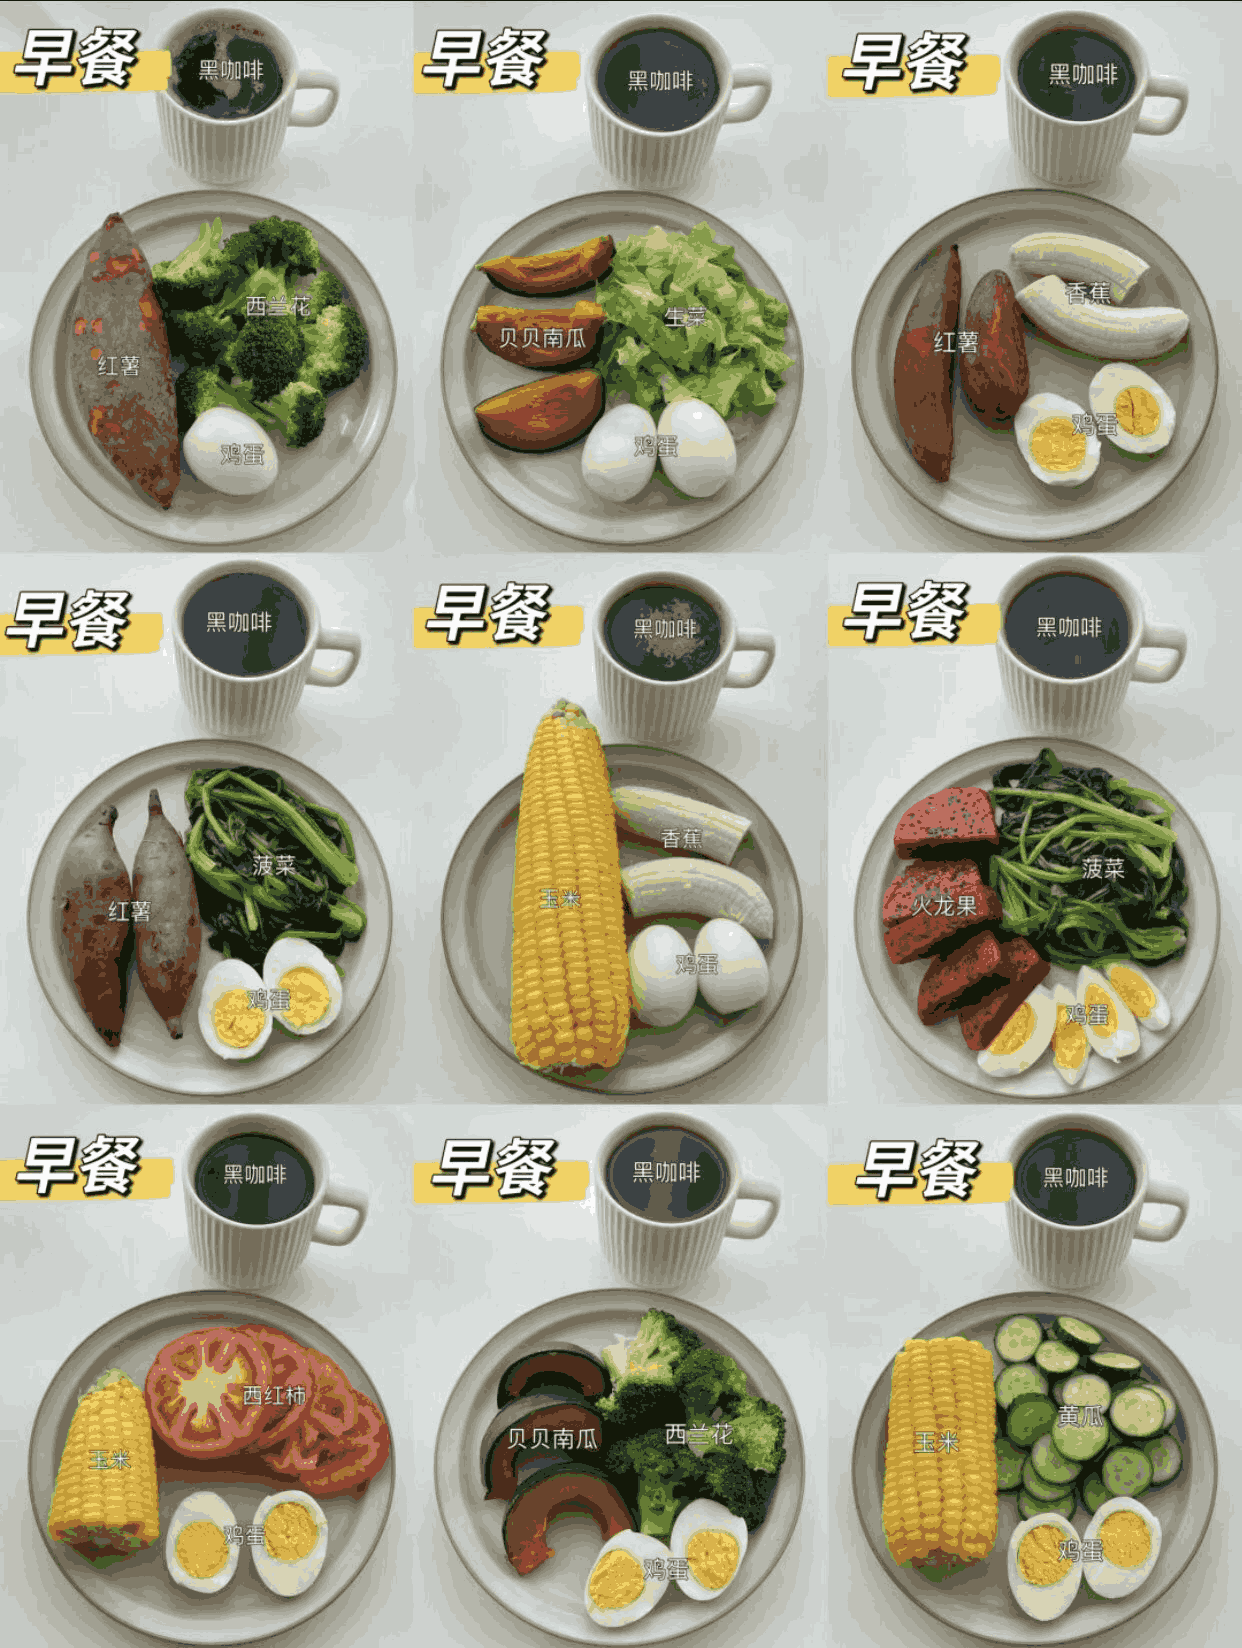 早餐
黑咖啡
西兰花
红薯
鸡蛋
早餐
黑咖啡
生菜
贝贝南瓜
鸡蛋
早餐
黑咖啡
香蕉
红薯
鸡蛋
早餐
黑咖啡
菠菜
红薯
鸡蛋
早餐
黑咖啡
香蕉
玉米
鸡蛋
早餐
黑咖啡
菠菜
火龙果
鸡蛋
早餐
黑咖啡
西红柿
玉米
鸡蛋
早餐
黑咖啡
西兰花
贝贝南瓜
鸡蛋
早餐
黑咖啡
黄瓜
玉米
鸡蛋